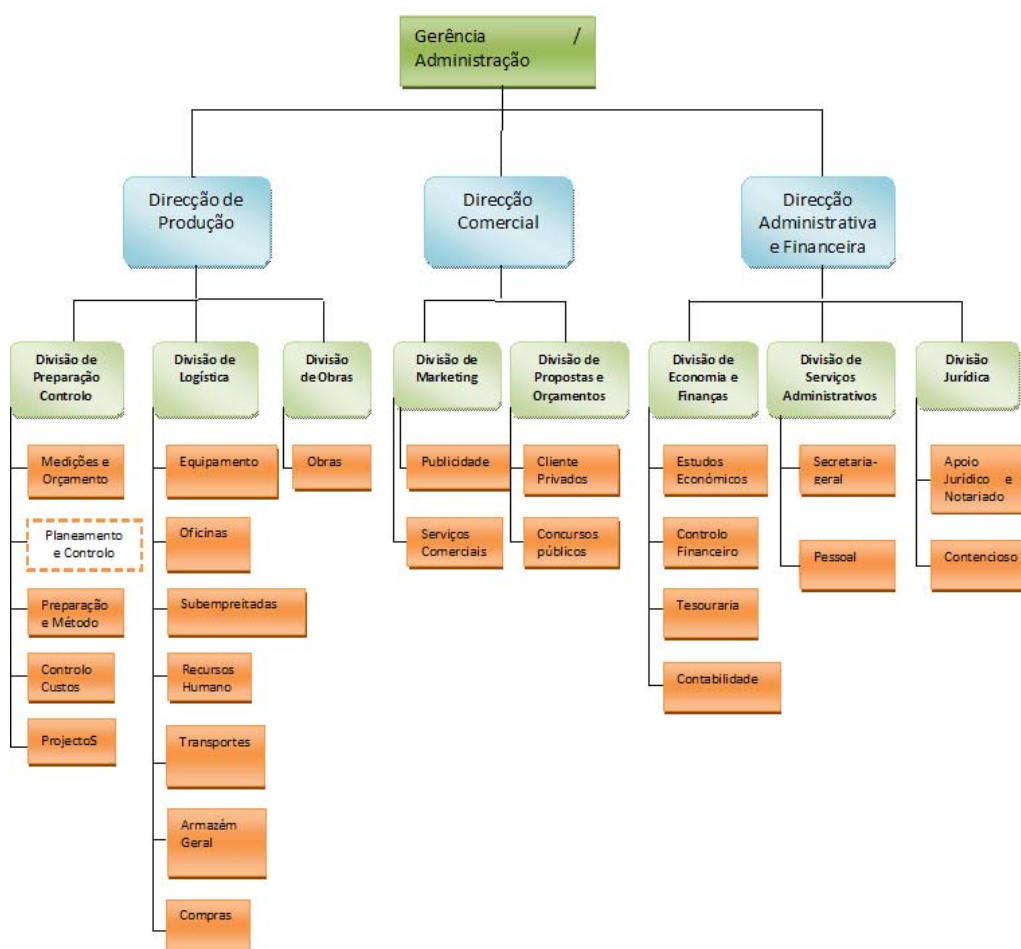 Gerência /
Administração
Direcção de
Produção
Direcção
Comercial
Direcção
Administrativa
e Financeira
Divisão de
Preparação
Controlo
Divisão de
Logística
Divisão
de Obras
Divisão de
Marketing
Divisão de
Propostas e
Orçamentos
Divisão de
Economia e
Finanças
Divisão de
Serviços
Administrativos
Divisão
Jurídica
Medições e
Orçamento
Planeamento
e Controlo
Preparação
e Método
Controlo
Custos
ProjectoS
Equipamento
Oficinas
Subempreitadas
Recursos
Humano
Transportes
Armazém
Geral
Compras
Obras
Publicidade
Serviços
Comerciais
Cliente
Privados
Concursos
públicos
Estudos
Económicos
Controlo
Financeiro
Tesouraria
Contabilidade
Secretaria-
geral
Pessoal
Apoio
Jurídico e
Notariado
Contencioso